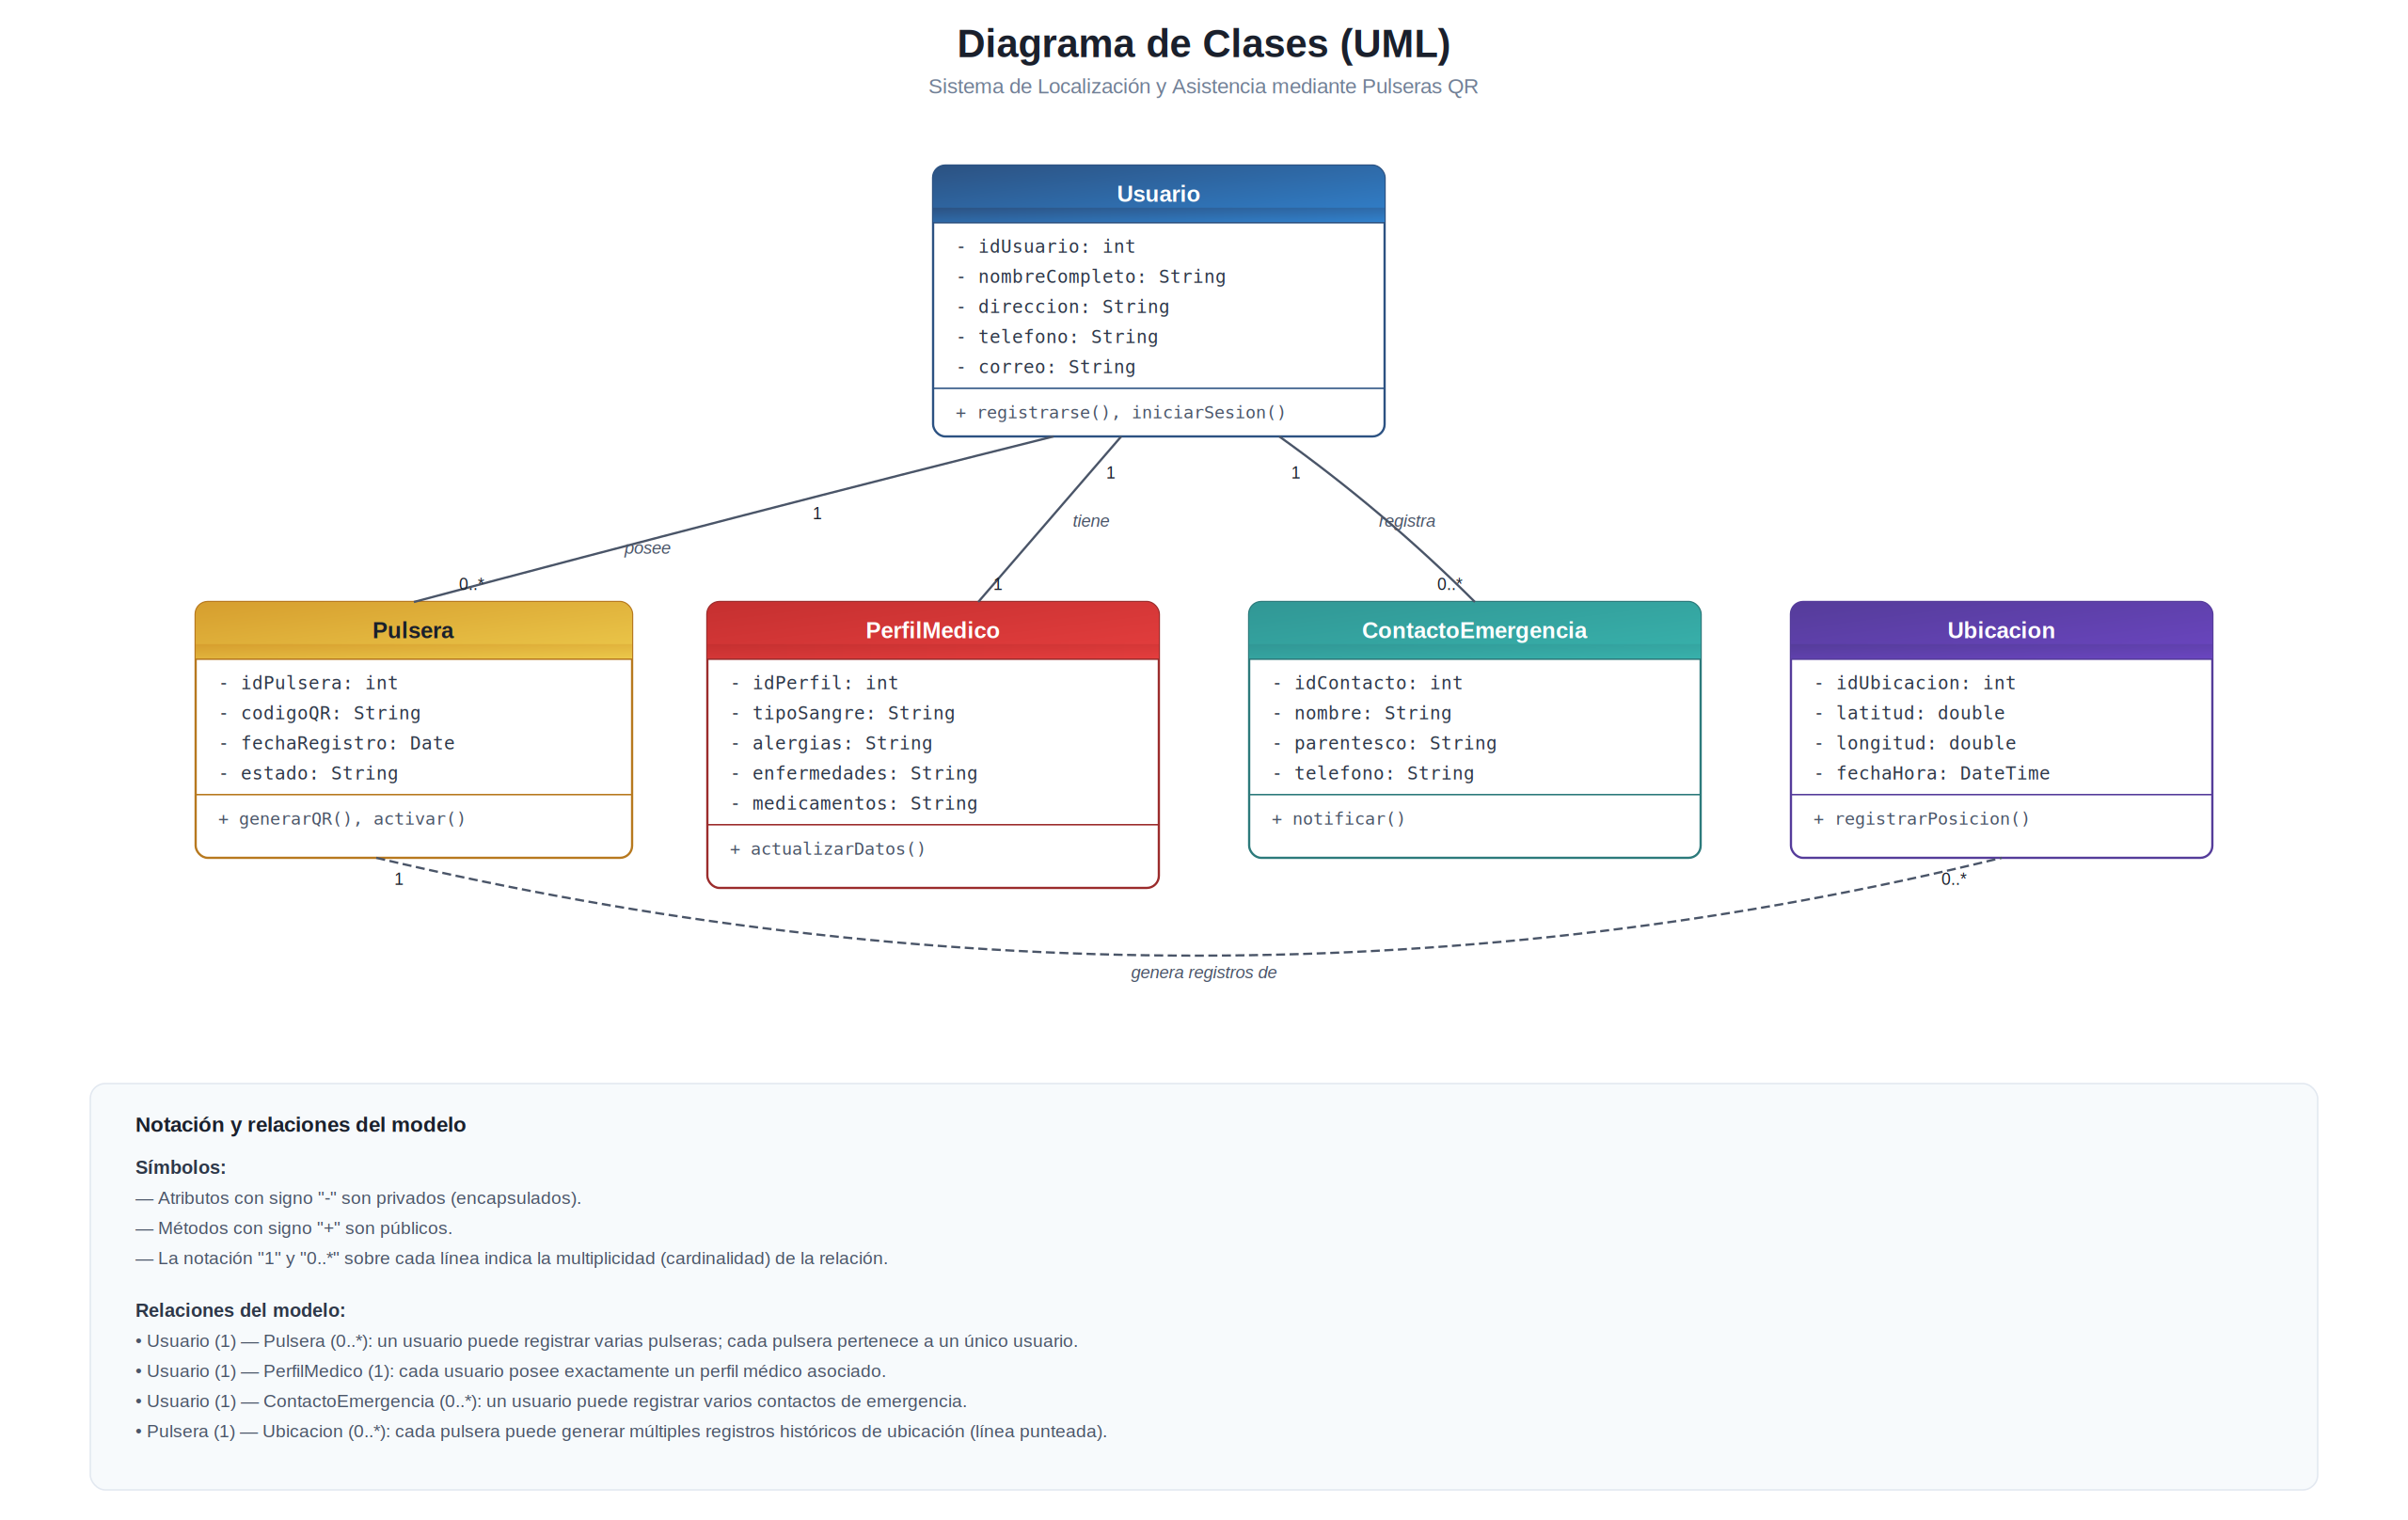 Diagrama de Clases (UML)
Sistema de Localización y Asistencia mediante Pulseras QR
Usuario
- idUsuario: int
- nombreCompleto: String
- direccion: String
- telefono: String
- correo: String
+ registrarse(), iniciarSesion()
1
1
1
posee
tiene
registra
0..*
1
0..*
Pulsera
- idPulsera: int
- codigoQR: String
- fechaRegistro: Date
- estado: String
+ generarQR(), activar()
PerfilMedico
- idPerfil: int
- tipoSangre: String
- alergias: String
- enfermedades: String
- medicamentos: String
+ actualizarDatos()
ContactoEmergencia
- idContacto: int
- nombre: String
- parentesco: String
- telefono: String
+ notificar()
Ubicacion
- idUbicacion: int
- latitud: double
- longitud: double
- fechaHora: DateTime
+ registrarPosicion()
1
0..*
genera registros de
Notación y relaciones del modelo
Símbolos:
— Atributos con signo "-" son privados (encapsulados).
— Métodos con signo "+" son públicos.
— La notación "1" y "0..*" sobre cada línea indica la multiplicidad (cardinalidad) de la relación.
Relaciones del modelo:
• Usuario (1) — Pulsera (0..*): un usuario puede registrar varias pulseras; cada pulsera pertenece a un único usuario.
• Usuario (1) — PerfilMedico (1): cada usuario posee exactamente un perfil médico asociado.
• Usuario (1) — ContactoEmergencia (0..*): un usuario puede registrar varios contactos de emergencia.
• Pulsera (1) — Ubicacion (0..*): cada pulsera puede generar múltiples registros históricos de ubicación (línea punteada).